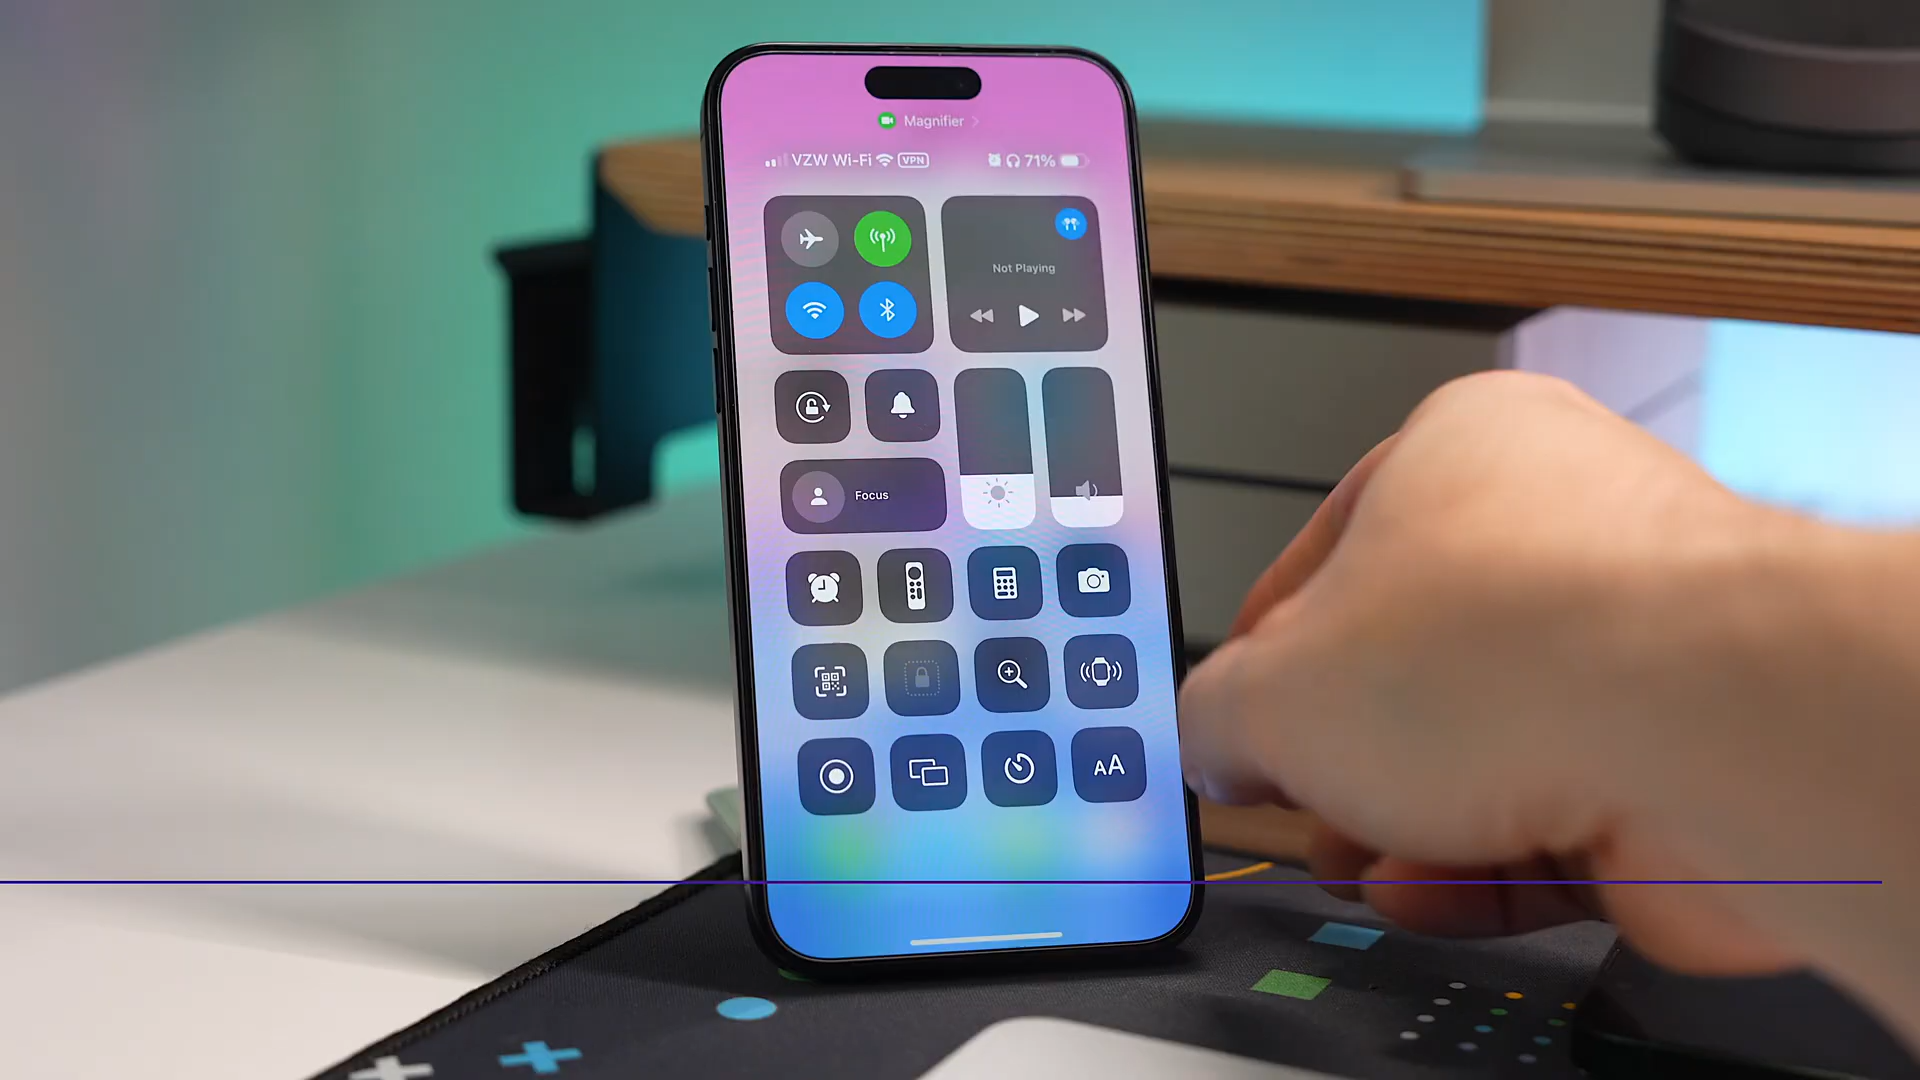 Magnifier
VZW Wi-Fi VPN 71%
Not Playing
Focus
AA